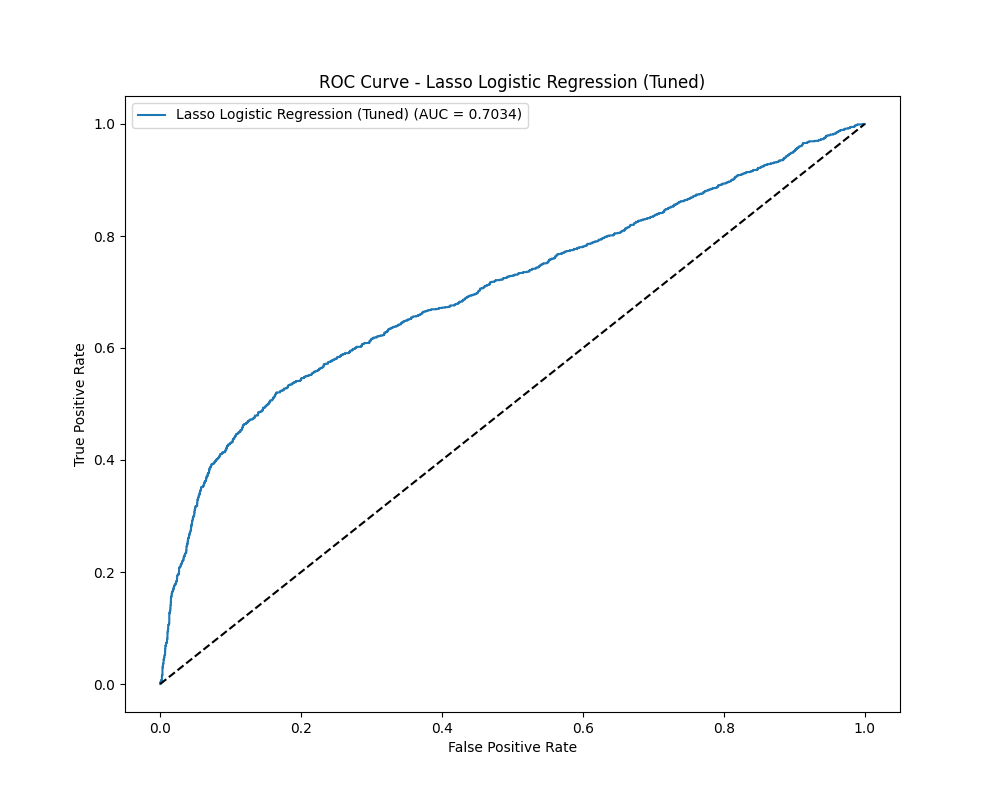 ROC Curve - Lasso Logistic Regression (Tuned)
Lasso Logistic Regression (Tuned) (AUC = 0.7034)
1.0
0.8
0.6
0.4
0.2
0.0
True Positive Rate
0.0 0.2 0.4 0.6 0.8 1.0
False Positive Rate